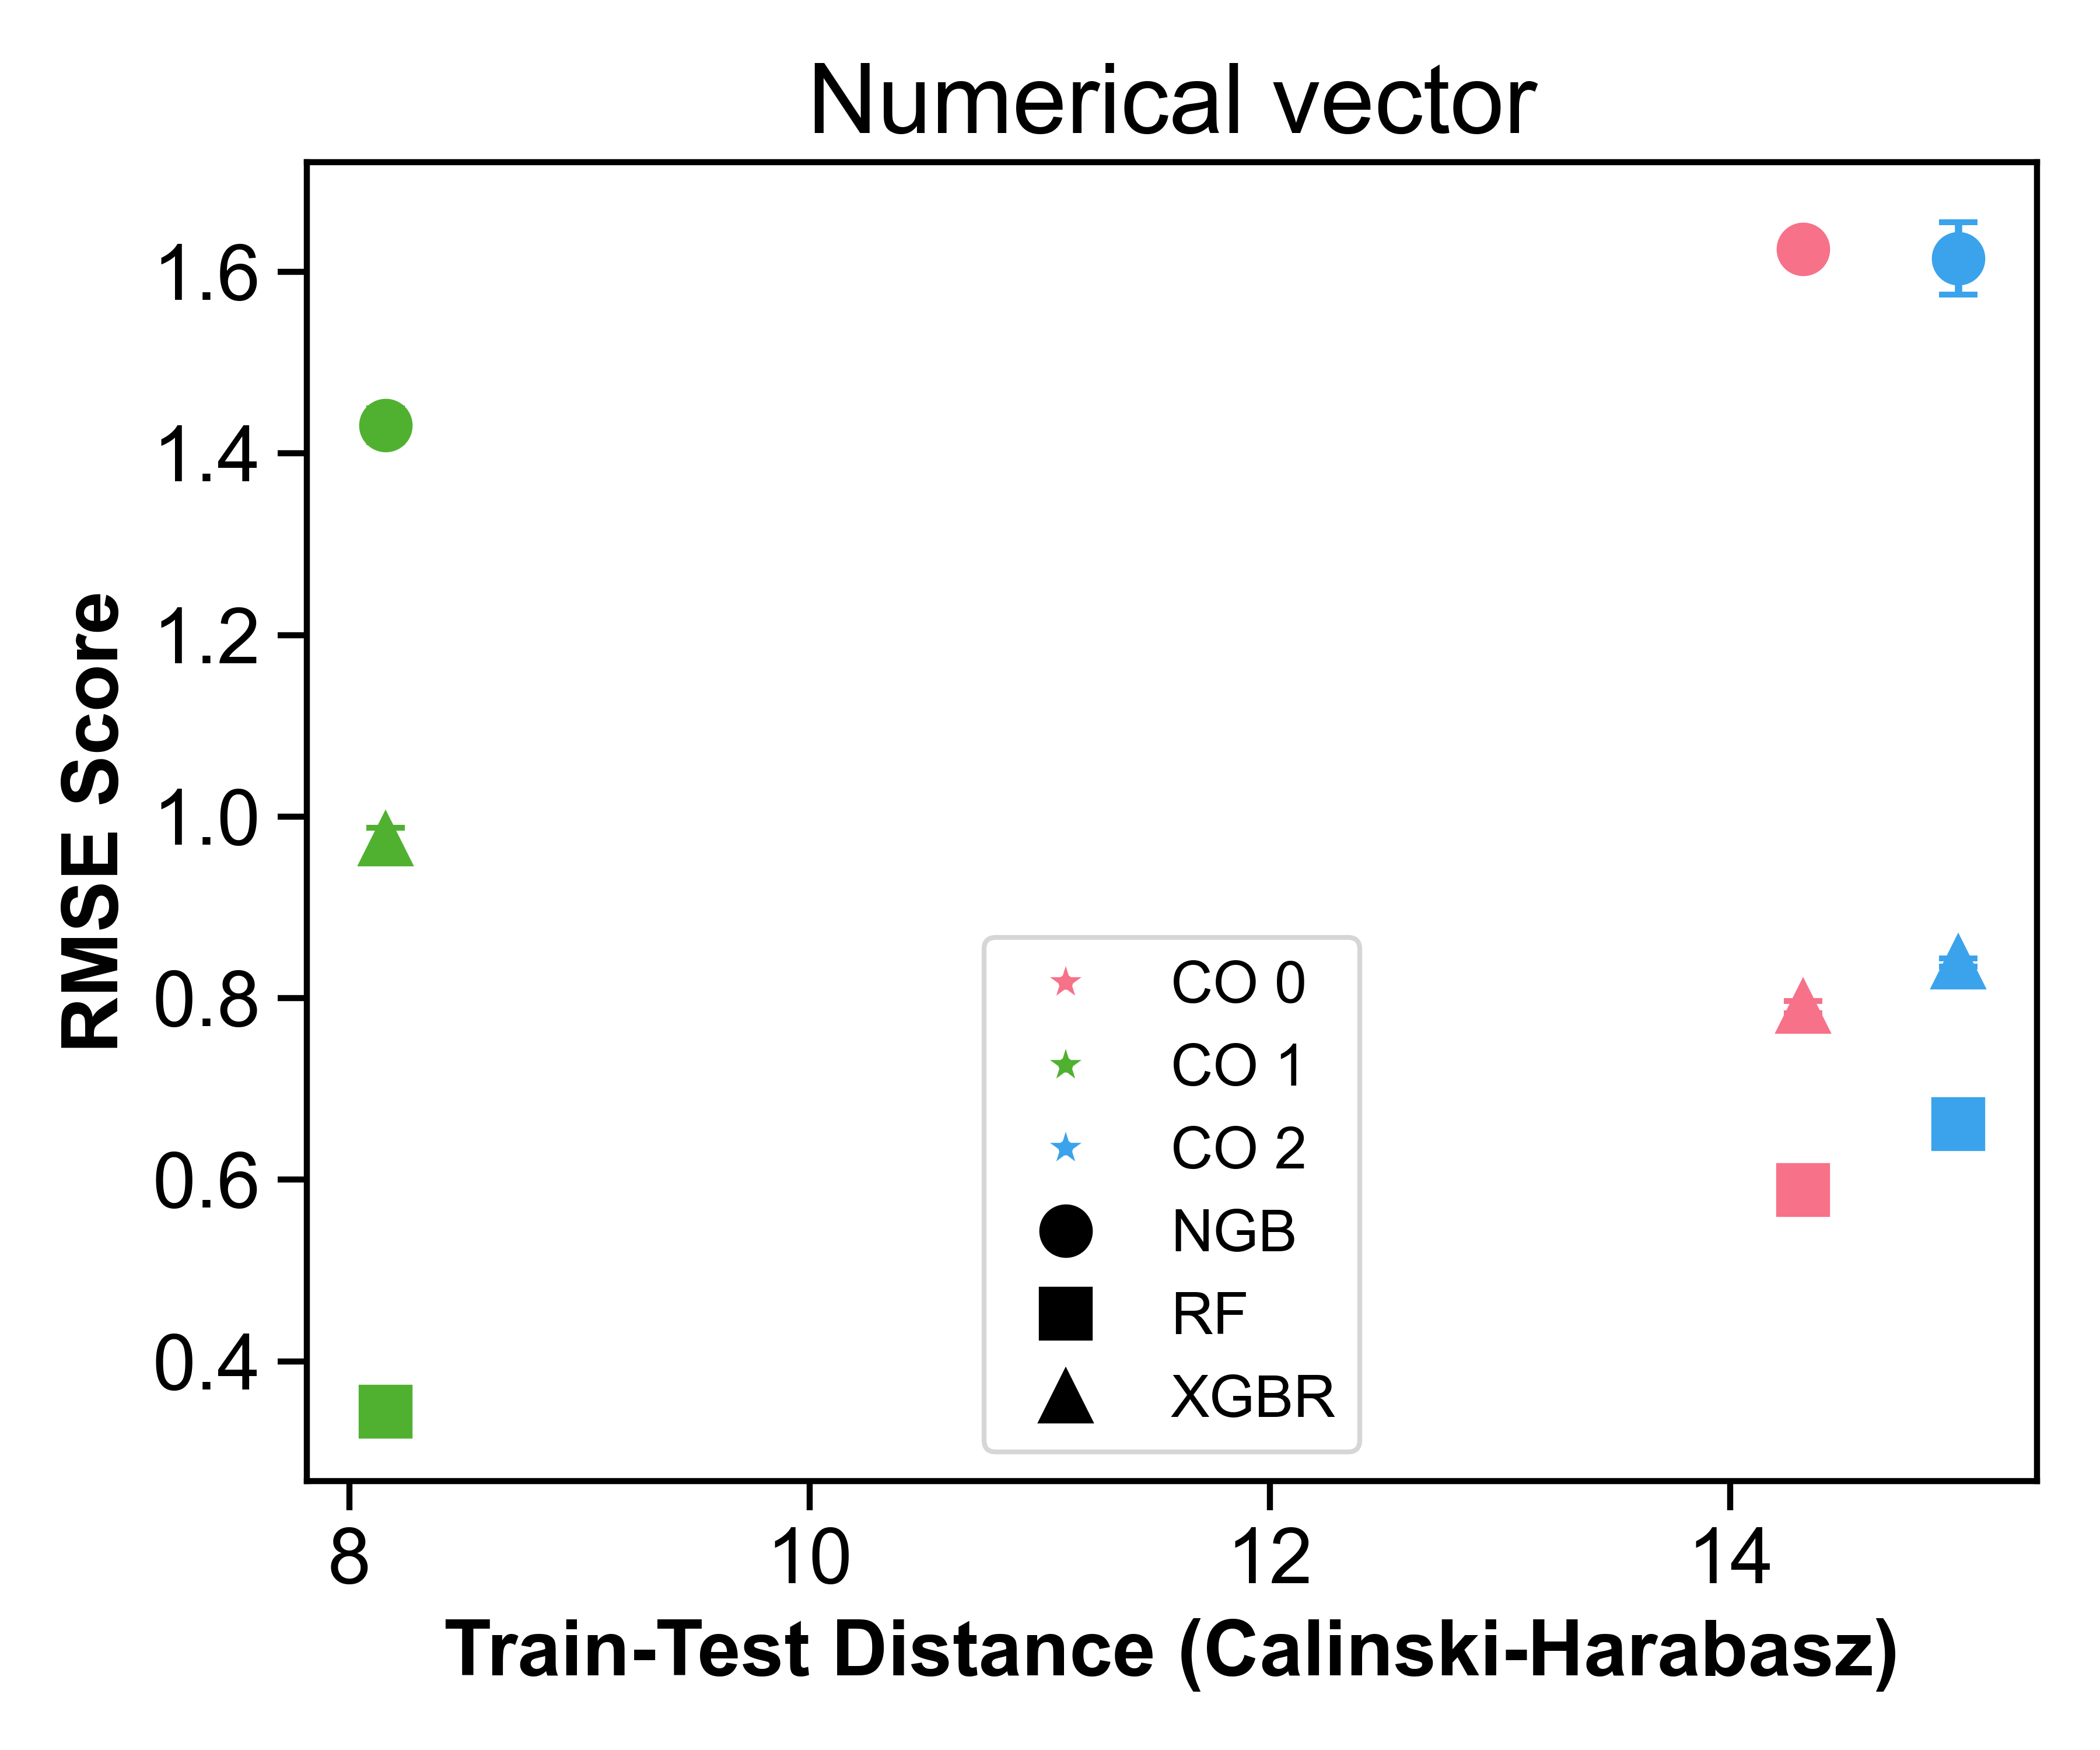 Numerical vector
RMSE Score
1.6
1.4
1.2
1.0
0.8
0.6
0.4
CO 0
CO 1
CO 2
NGB
RF
XGBR
8 10 12 14
Train-Test Distance (Calinski-Harabasz)